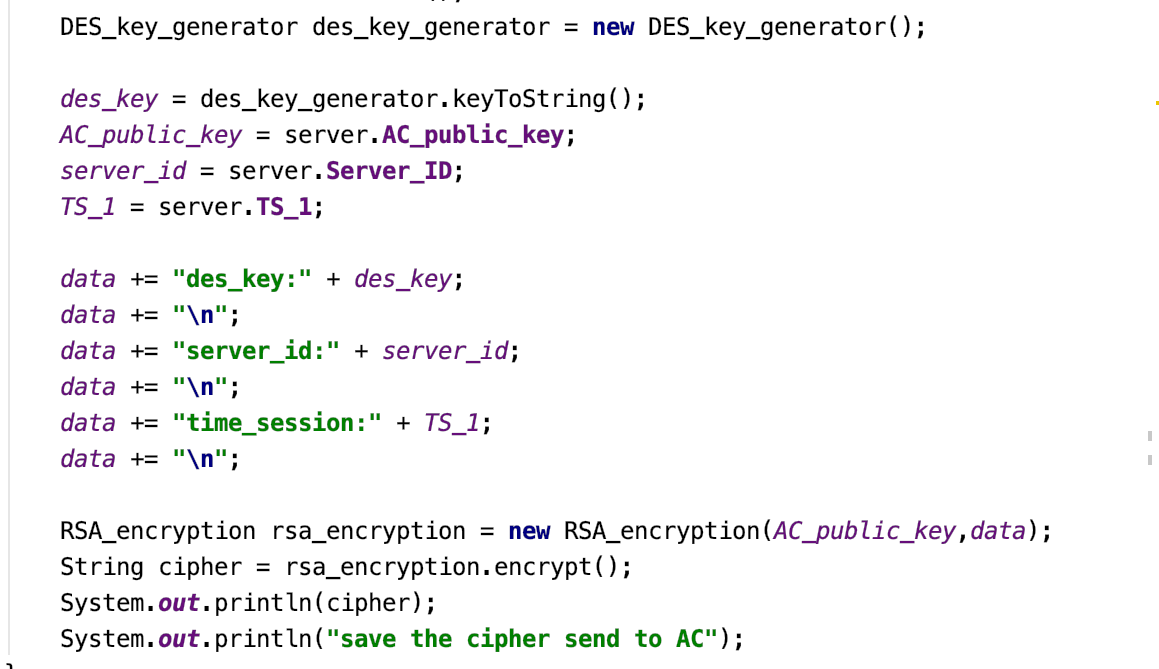 DES_key_generator des_key_generator = new DES_key_generator();
des_key = des_key_generator.keyToString();
AC_public_key = server.AC_public_key;
server_id = server.Server_ID;
TS_1 = server.TS_1;
data += "des_key:" + des_key;
data += "\n";
data += "server_id:" + server_id;
data += "\n";
data += "time_session:" + TS_1;
data += "\n";
RSA_encryption rsa_encryption = new RSA_encryption(AC_public_key,data);
String cipher = rsa_encryption.encrypt();
System.out.println(cipher);
System.out.println("save the cipher send to AC");